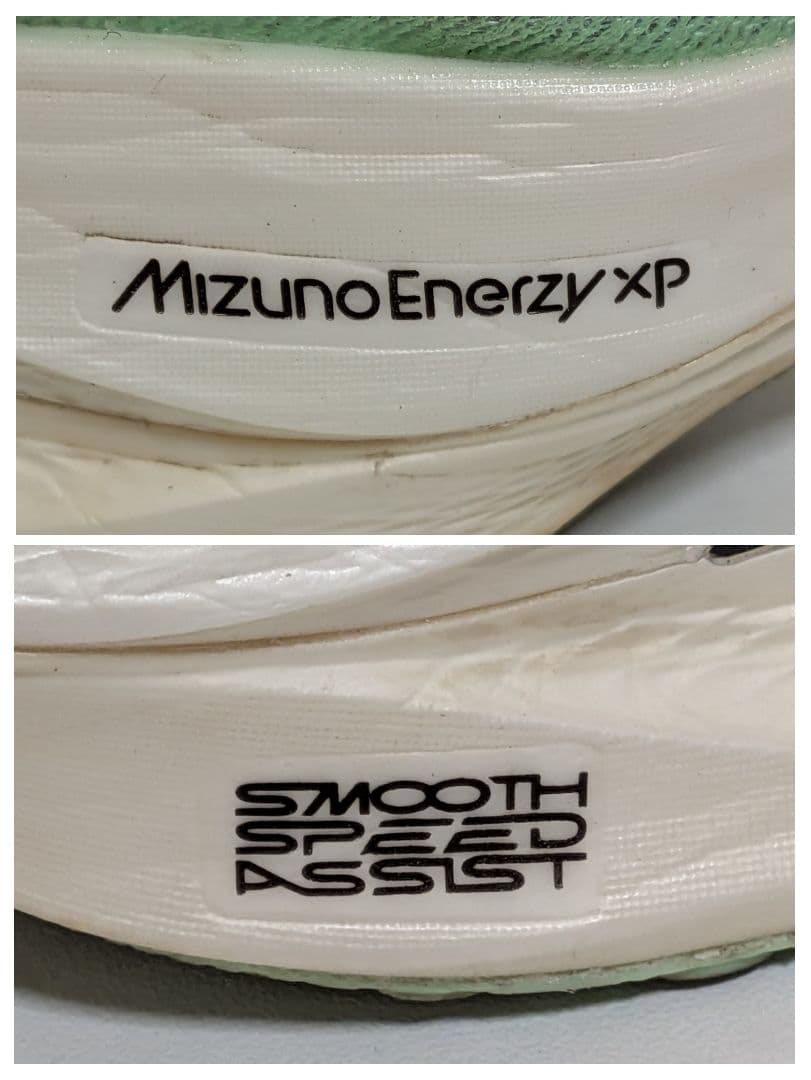 Mizuno Enerzy XP
SMOOTH
SPEED
ASSIST